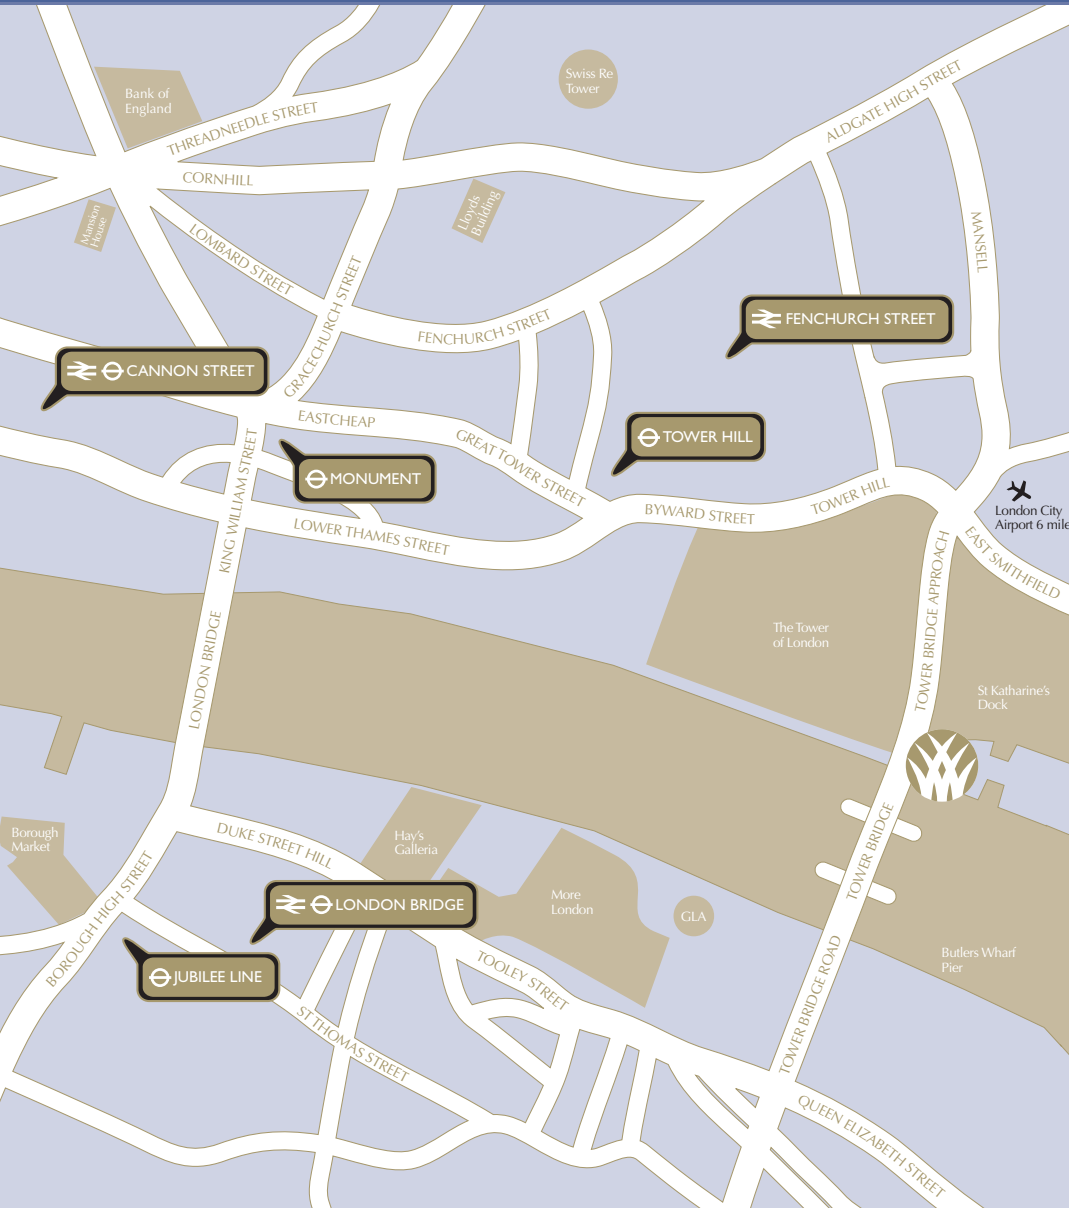 Swiss Re
Tower
Bank of
England
THREADNEEDLE STREET
ALDGATE HIGH STREET
CORNHILL
Lloyds
Building
Mansion
House
LOMBARD STREET
MANSELL
GRACECHURCH STREET
FENCHURCH STREET
FENCHURCH STREET
CANNON STREET
EASTCHEAP
GREAT TOWER STREET
TOWER HILL
MONUMENT
KING WILLIAM STREET
LOWER THAMES STREET
BYWARD STREET
TOWER HILL
London City
Airport 6 mile
EAST SMITHFIELD
TOWER BRIDGE APPROACH
The Tower
of London
LONDON BRIDGE
St Katharine's
Dock
Borough
Market
DUKE STREET HILL
Hay's
Galleria
TOWER BRIDGE
BOROUGH HIGH STREET
LONDON BRIDGE
More
London
GLA
Butlers Wharf
Pier
JUBILEE LINE
TOOLEY STREET
TOWER BRIDGE ROAD
ST THOMAS STREET
QUEEN ELIZABETH STREET